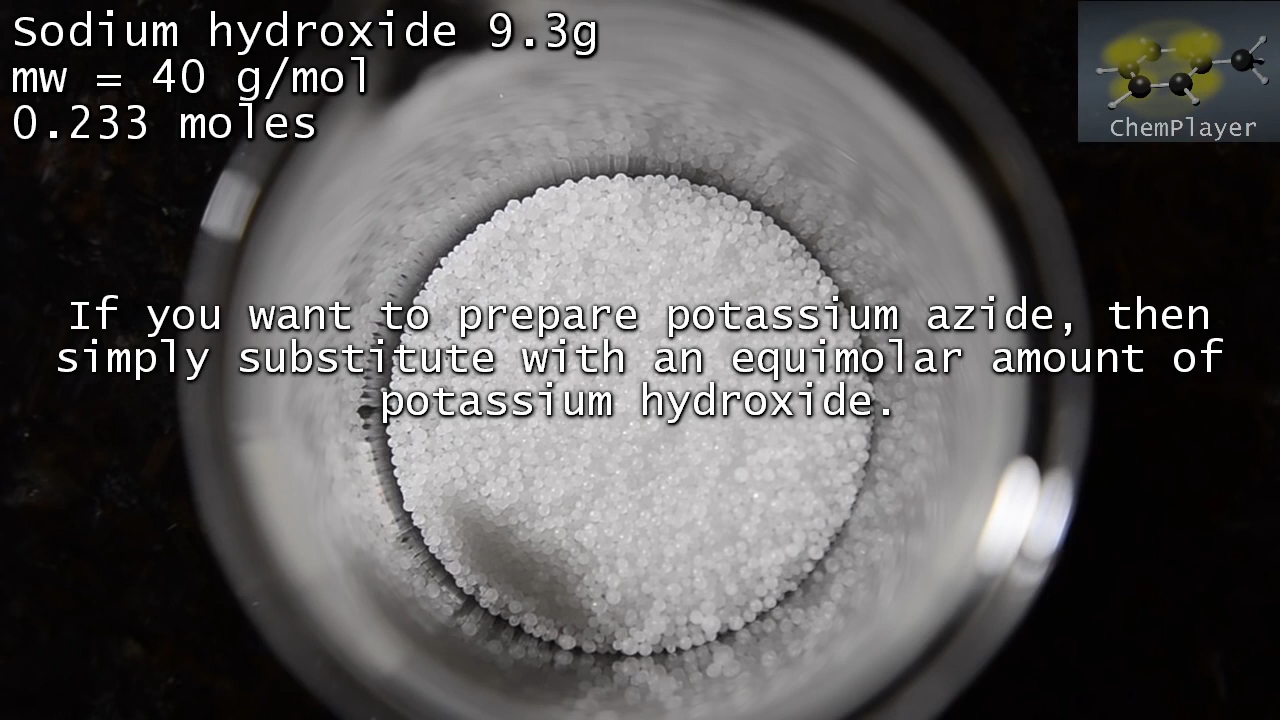 Sodium hydroxide 9.3g
mw = 40 g/mol
0.233 moles
ChemPlayer
If you want to prepare potassium azide, then
simply substitute with an equimolar amount of
potassium hydroxide.